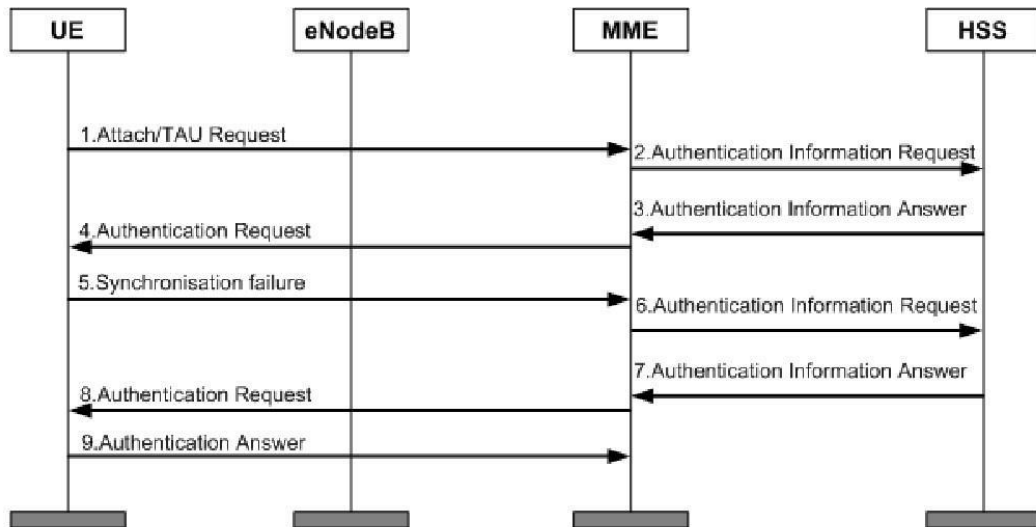 UE
eNodeB
MME
HSS
1.Attach/TAU Request
2.Authentication Information Request
3.Authentication Information Answer
4.Authentication Request
5.Synchronisation failure
6.Authentication Information Request
7.Authentication Information Answer
8.Authentication Request
9.Authentication Answer